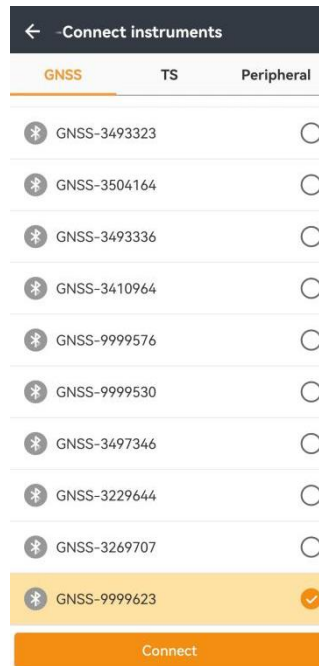 -Connect instruments
GNSS TS Peripheral
GNSS-3493323
GNSS-3504164
GNSS-3493336
GNSS-3410964
GNSS-9999576
GNSS-9999530
GNSS-3497346
GNSS-3229644
GNSS-3269707
GNSS-9999623
Connect